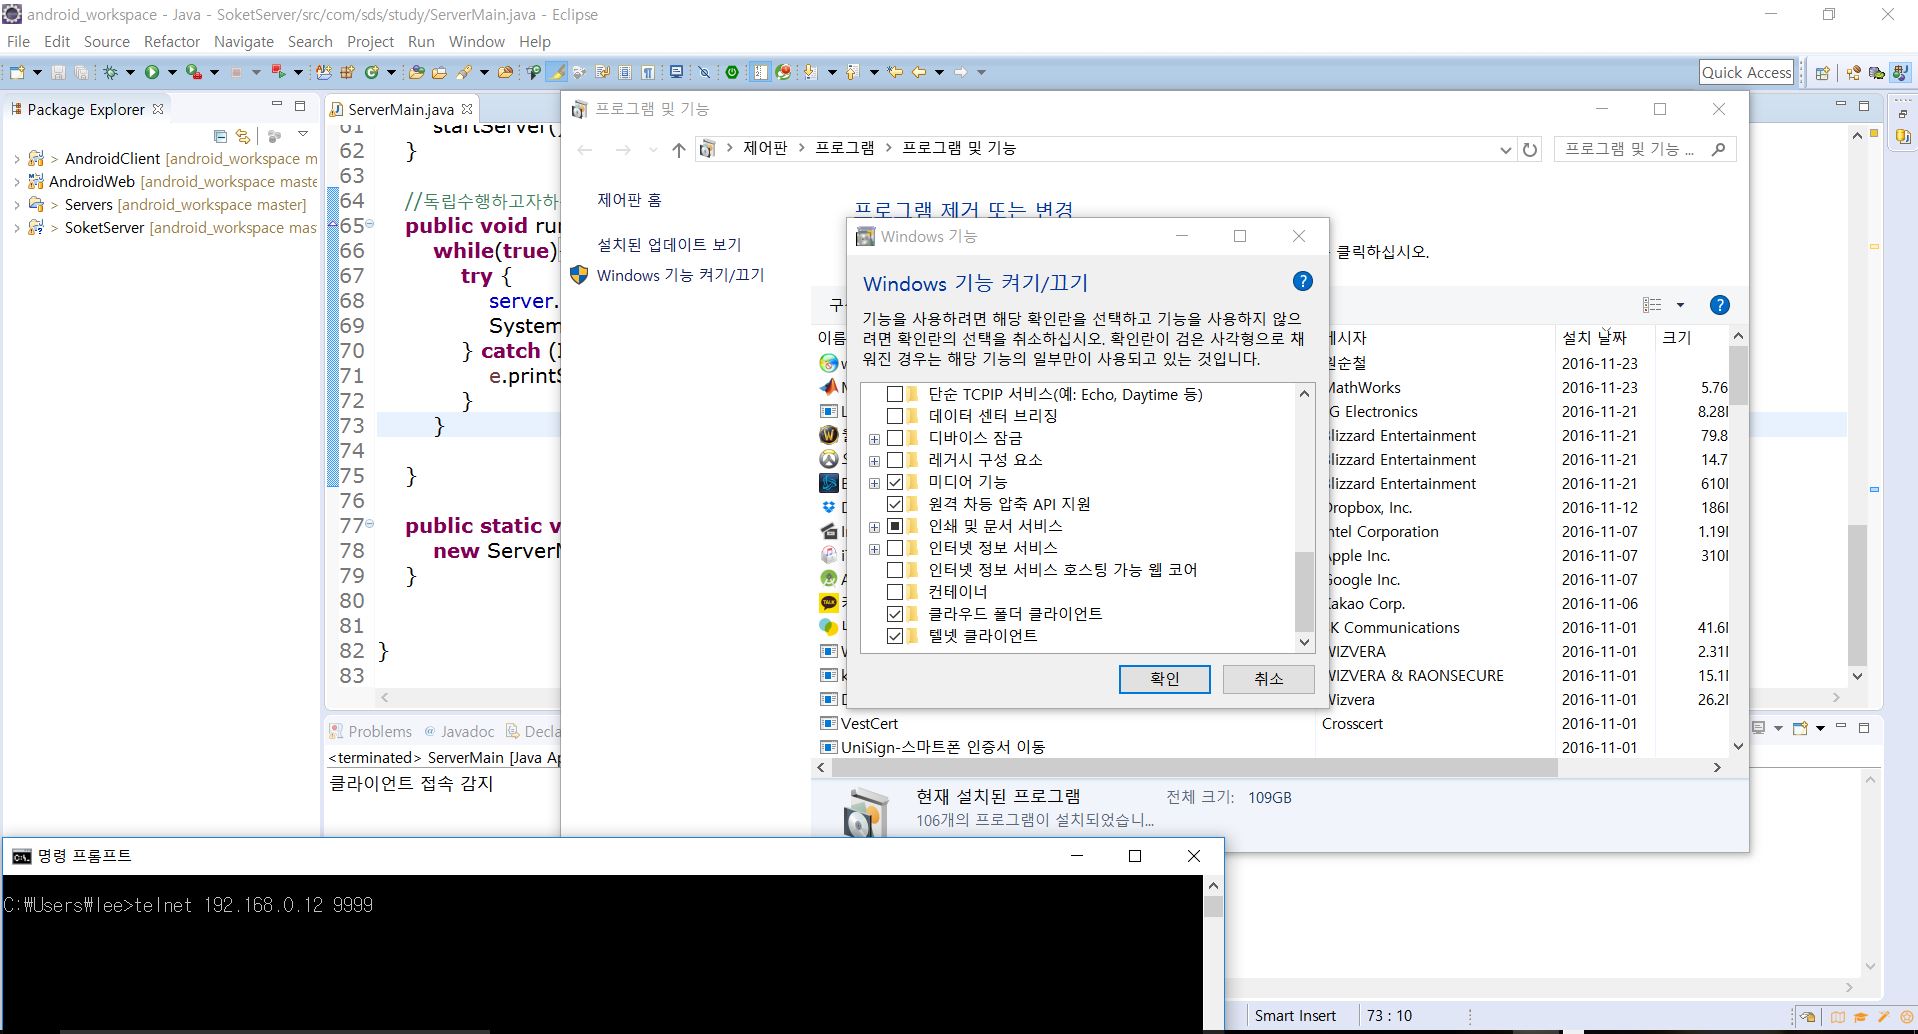 android_workspace - Java - SoketServer/src/com/sds/study/ServerMain.java - Eclipse
File Edit Source Refactor Navigate Search Project Run Window Help
Quick Access
Package Explorer
AndroidClient [android_workspace m
AndroidWeb [android_workspace maste
Servers [android_workspace master]
SoketServer [android_workspace mas
ServerMain.java
61 startServer()
62 }
63
64 //독립수행하고자하
65 public void ru
66 while(true)
67 try {
68 server.
69 System
70 } catch (I
71 e.printS
72 }
73 }
74
75 }
76
77 public static v
78 new ServerM
79 }
80
81
82 }
83
Problems @ Javadoc Decla
<terminated> ServerMain [Java Ap
클라이언트 접속 감지
프로그램 및 기능
제어판 > 프로그램 > 프로그램 및 기능
프로그램 및 기능 ...
제어판 홈
설치된 업데이트 보기
Windows 기능 켜기/끄기
프로그램 제거 또는 변경
클릭하십시오.
구
이름 게시자 설치 날짜 크기
원순철 2016-11-23
MathWorks 2016-11-23 5.76
LG Electronics 2016-11-21 8.28
Blizzard Entertainment 2016-11-21 79.8
Blizzard Entertainment 2016-11-21 14.7
Blizzard Entertainment 2016-11-21 610
Dropbox, Inc. 2016-11-12 186
Intel Corporation 2016-11-07 1.19
Apple Inc. 2016-11-07 310
Google Inc. 2016-11-07
Kakao Corp. 2016-11-06
SK Communications 2016-11-01 41.6
WIZVERA 2016-11-01 2.31
WIZVERA & RAONSECURE 2016-11-01 15.1
Wizvera 2016-11-01 26.2
VestCert Crosscert 2016-11-01
UniSign-스마트폰 인증서 이동 2016-11-01
현재 설치된 프로그램 전체 크기: 109GB
106개의 프로그램이 설치되었습니...
Windows 기능
Windows 기능 켜기/끄기
기능을 사용하려면 해당 확인란을 선택하고 기능을 사용하지 않으
려면 확인란의 선택을 취소하십시오. 확인란이 검은 사각형으로 채
워진 경우는 해당 기능의 일부만이 사용되고 있는 것입니다.
단순 TCPIP 서비스(예: Echo, Daytime 등)
데이터 센터 브리징
디바이스 잠금
레거시 구성 요소
미디어 기능
원격 차등 압축 API 지원
인쇄 및 문서 서비스
인터넷 정보 서비스
인터넷 정보 서비스 호스팅 가능 웹 코어
컨테이너
클라우드 폴더 클라이언트
텔넷 클라이언트
확인 취소
명령 프롬프트
C:₩Users₩lee>telnet 192.168.0.12 9999
Smart Insert 73 : 10